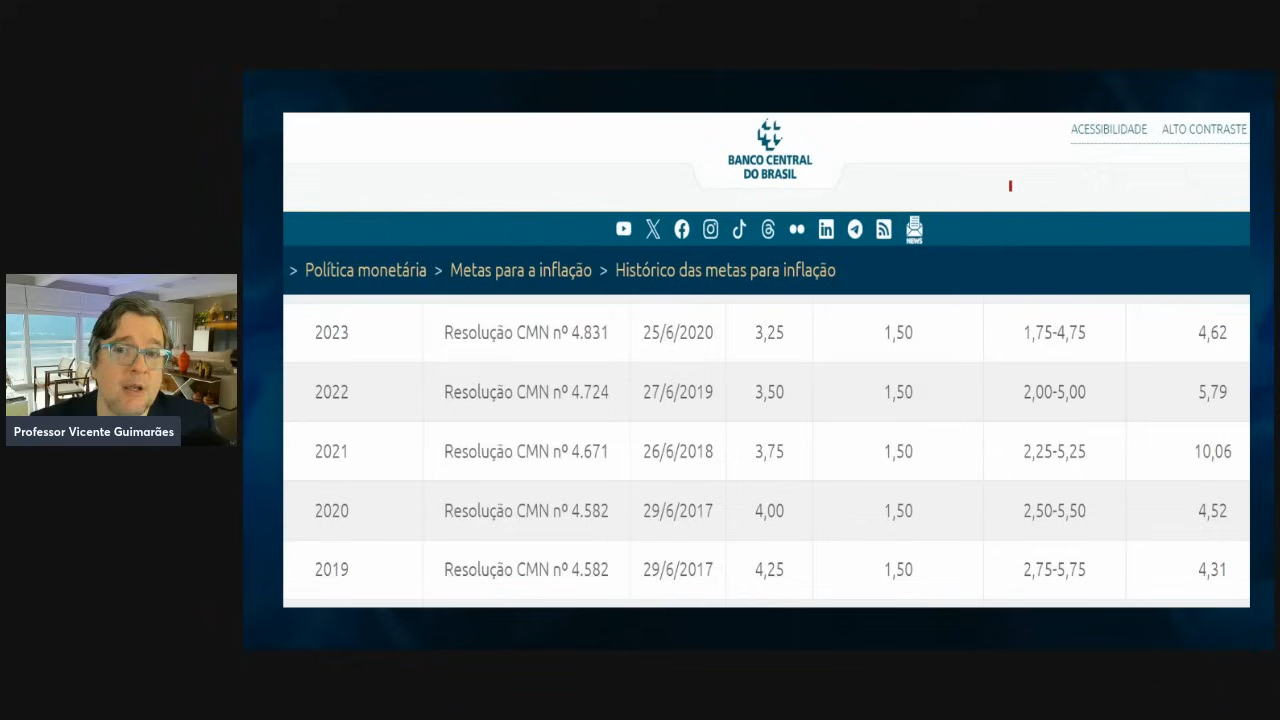 ACESSIBILIDADE ALTO CONTRASTE
BANCO CENTRAL
DO BRASIL
NEWS
> Política monetária > Metas para a inflação > Histórico das metas para inflação
2023 Resolução CMN nº 4.831 25/6/2020 3,25 1,50 1,75-4,75 4,62
2022 Resolução CMN nº 4.724 27/6/2019 3,50 1,50 2,00-5,00 5,79
2021 Resolução CMN nº 4.671 26/6/2018 3,75 1,50 2,25-5,25 10,06
2020 Resolução CMN nº 4.582 29/6/2017 4,00 1,50 2,50-5,50 4,52
2019 Resolução CMN nº 4.582 29/6/2017 4,25 1,50 2,75-5,75 4,31
Professor Vicente Guimarães